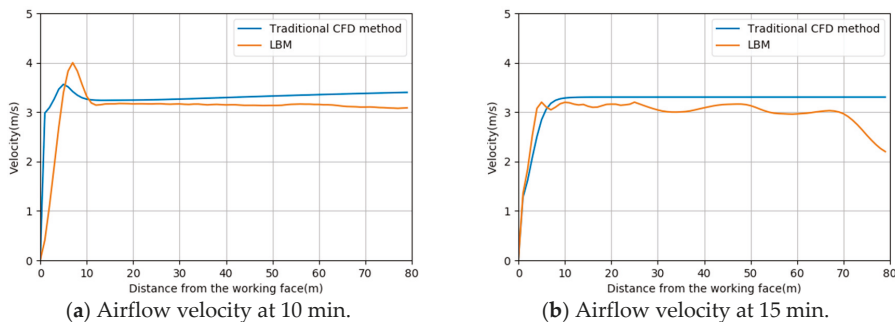 Traditional CFD method
LBM
5
4
3
2
1
0
Velocity(m/s)
0 10 20 30 40 50 60 70 80
Distance from the working face(m)
(a) Airflow velocity at 10 min.
Traditional CFD method
LBM
5
4
3
2
1
0
Velocity(m/s)
0 10 20 30 40 50 60 70 80
Distance from the working face(m)
(b) Airflow velocity at 15 min.